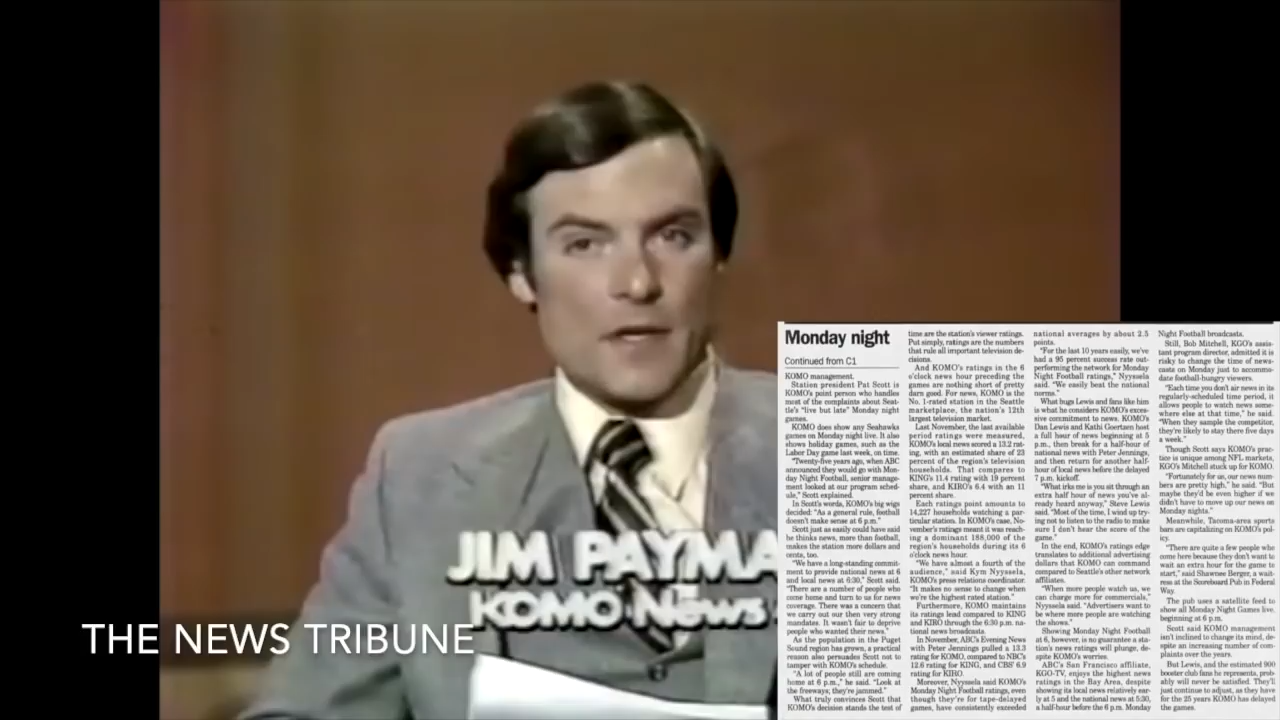 JIM PAYMA
KOMO NEWS
THE NEWS TRIBUNE
Monday night
Continued from C1
KOMO management.
Station president Pat Scott is
KOMO's point person who handles
most of the complaints about Seat-
tle's "live but late" Monday night
games.
KOMO does show any Seahawks
games on Monday night live. It also
shows holiday games, such as the
Labor Day game last week, on time.
"Twenty-five years ago, when ABC
announced they would go with Mon-
day Night Football, senior manage-
ment looked at our program sched-
ule," Scott explained.
In Scott's words, KOMO's big wigs
decided: "As a general rule, football
doesn't make sense at 6 p.m."
Scott just as easily could have said
he thinks news, more than football,
makes the station more dollars and
cents, too.
"We have a long-standing commit-
ment to provide national news at 6
and local news at 6:30," Scott said.
"There are a number of people who
come home and turn to us for news
coverage. There was a concern that
we carry out our then very strong
mandates. It wasn't fair to deprive
people who wanted their news."
As the population in the Puget
Sound region has grown, a practical
reason also persuades Scott not to
tamper with KOMO's schedule.
"A lot of people still are coming
home at 6 p.m.," he said. "Look at
the freeways; they're jammed."
What truly convinces Scott that
KOMO's decision stands the test of
time are the station's viewer ratings.
Put simply, ratings are the numbers
that rule all important television de-
cisions.
And KOMO's ratings in the 6
o'clock news hour preceding the
games are nothing short of pretty
darn good. For news, KOMO is the
No. 1-rated station in the Seattle
marketplace, the nation's 12th
largest television market.
Last November, the last available
period ratings were measured,
KOMO's local news scored a 13.2 rat-
ing, with an estimated share of 23
percent of the region's television
households. That compares to
KING's 11.4 rating with 19 percent
share, and KIRO's 6.4 with an 11
percent share.
Each ratings point amounts to
14,227 households watching a par-
ticular station. In KOMO's case, No-
vember's ratings meant it was reach-
ing a dominant 188,000 of the
region's households during its 6
o'clock news hour.
"We have almost a fourth of the
audience," said Kym Nyyssela,
KOMO's press relations coordinator.
"It makes no sense to change when
we're the highest rated station."
Furthermore, KOMO maintains
its ratings lead compared to KING
and KIRO through the 6:30 p.m. na-
tional news broadcasts.
In November, ABC's Evening News
with Peter Jennings pulled a 13.3
rating for KOMO, compared to NBC's
12.6 rating for KING, and CBS' 6.9
rating for KIRO.
Moreover, Nyyssela said KOMO's
Monday Night Football ratings, even
though they're for tape-delayed
games, have consistently exceeded
national averages by about 2.5
points.
"For the last 10 years easily, we've
had a 95 percent success rate out-
performing the network for Monday
Night Football ratings," Nyyssela
said. "We easily beat the national
norms."
What bugs Lewis and fans like him
is what he considers KOMO's exces-
sive commitment to news. KOMO's
Dan Lewis and Kathi Goertzen host
a full hour of news beginning at 5
p.m., then break for a half-hour of
national news with Peter Jennings,
and then return for another half-
hour of local news before the delayed
7 p.m. kickoff.
"What irks me is you sit through an
extra half hour of news you've al-
ready heard anyway," Steve Lewis
said. "Most of the time, I wind up try-
ing not to listen to the radio to make
sure I don't hear the score of the
game."
In the end, KOMO's ratings edge
translates to additional advertising
dollars that KOMO can command
compared to Seattle's other network
affiliates.
"When more people watch us, we
can charge more for commercials,"
Nyyssela said. "Advertisers want to
be where more people are watching
the shows."
Showing Monday Night Football
at 6, however, is no guarantee a sta-
tion's news ratings will plunge, de-
spite KOMO's worries.
ABC's San Francisco affiliate,
KGO-TV, enjoys the highest news
ratings in the Bay Area, despite
showing its local news relatively ear-
ly at 5 and the national news at 5:30,
a half-hour before the 6 p.m. Monday
Night Football broadcasts.
Still, Bob Mitchell, KGO's assis-
tant program director, admitted it is
risky to change the time of news-
casts on Monday just to accommo-
date football-hungry viewers.
"Each time you don't air news in its
regularly-scheduled time period, it
allows people to watch news some-
where else at that time," he said.
"When they sample the competitor,
they're likely to stay there five days
a week."
Though Scott says KOMO's prac-
tice is unique among NFL markets,
KGO's Mitchell stuck up for KOMO.
"Fortunately for us, our news num-
bers are pretty high," he said. "But
maybe they'd be even higher if we
didn't have to move up our news on
Monday nights."
Meanwhile, Tacoma-area sports
bars are capitalizing on KOMO's pol-
icy.
"There are quite a few people who
come here because they don't want to
wait an extra hour for the game to
start," said Shawnee Berger, a wait-
ress at the Scoreboard Pub in Federal
Way.
The pub uses a satellite feed to
show all Monday Night Games live,
beginning at 6 p.m.
Scott said KOMO management
isn't inclined to change its mind, de-
spite an increasing number of com-
plaints over the years.
But Lewis, and the estimated 900
booster club fans he represents, prob-
ably will never be satisfied. They'll
just continue to adjust, as they have
for the 25 years KOMO has delayed
the games.